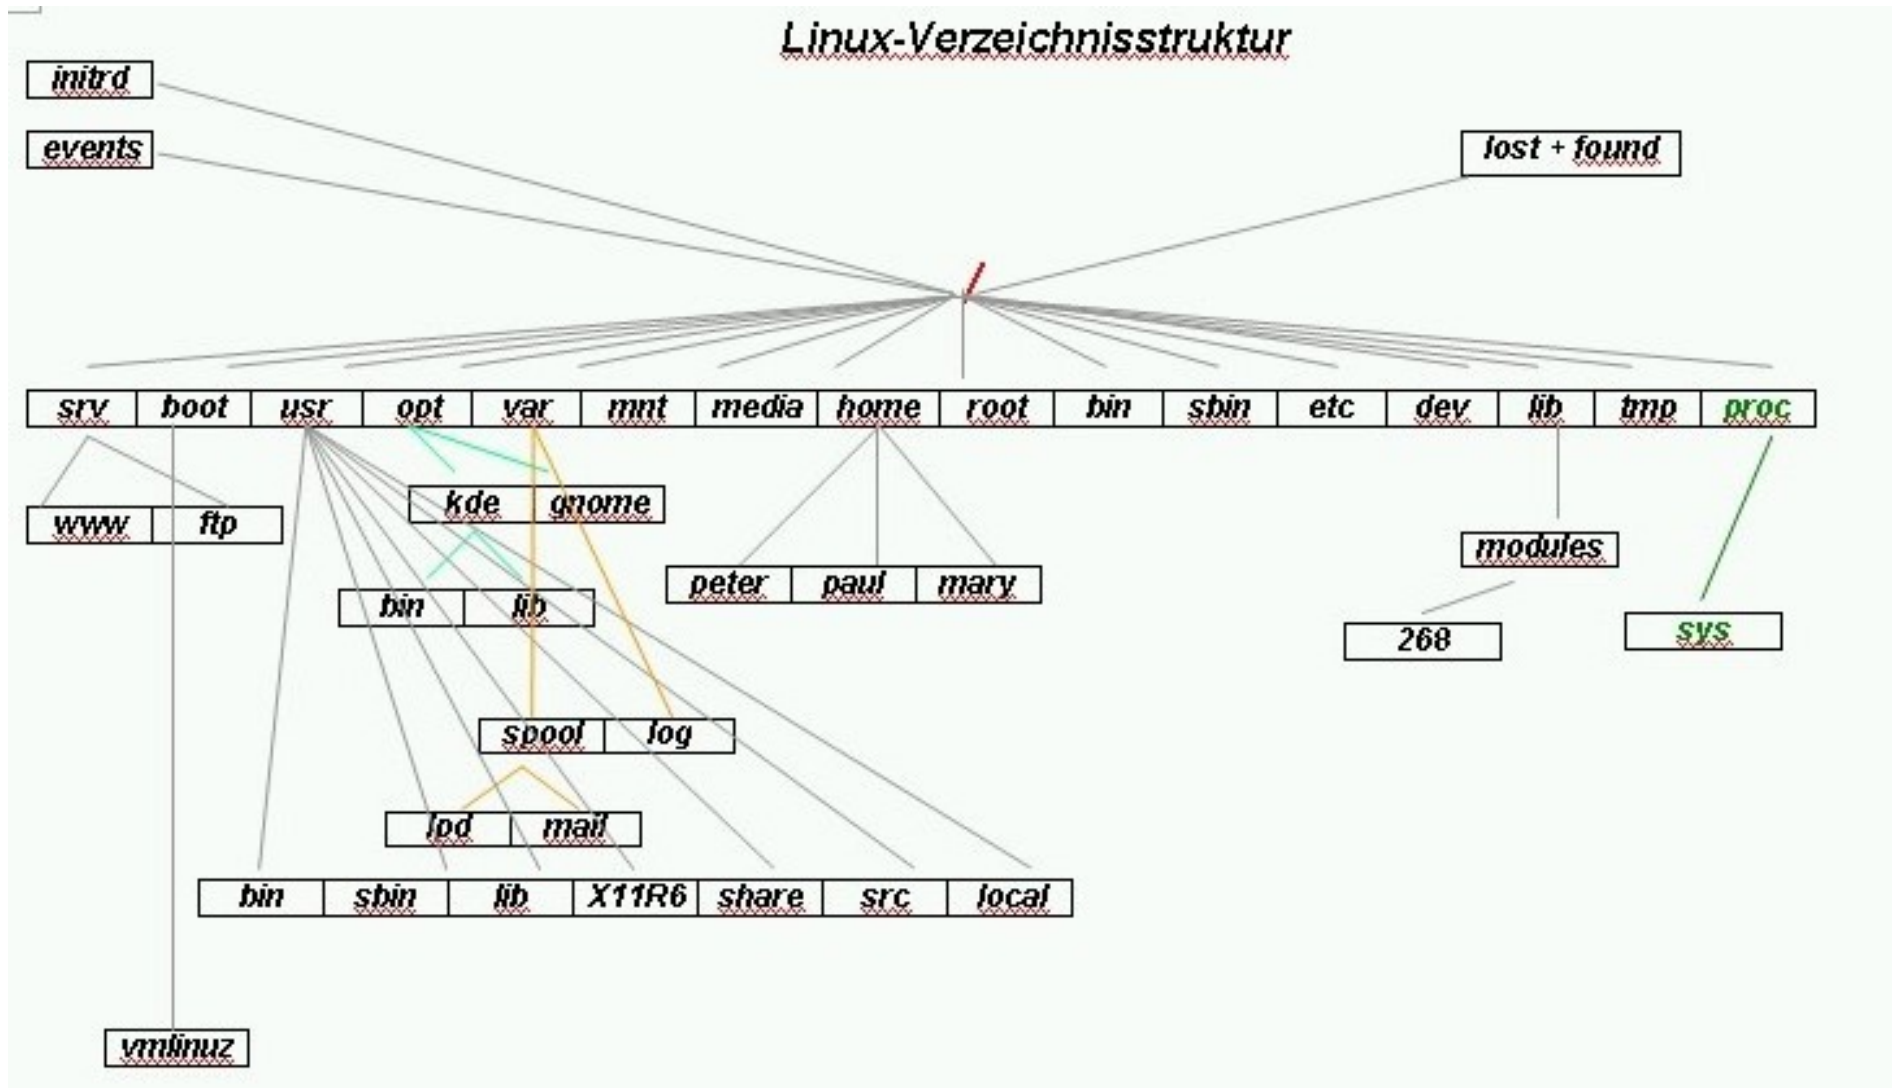 Linux-Verzeichnisstruktur
initrd
events
lost + found
/
srv boot usr opt var mnt media home root bin sbin etc dev lib tmp proc
kde gnome
www ftp
modules
peter paul mary
bin lib
268
sys
spool log
lpd mail
bin sbin lib X11R6 share src local
vmlinuz